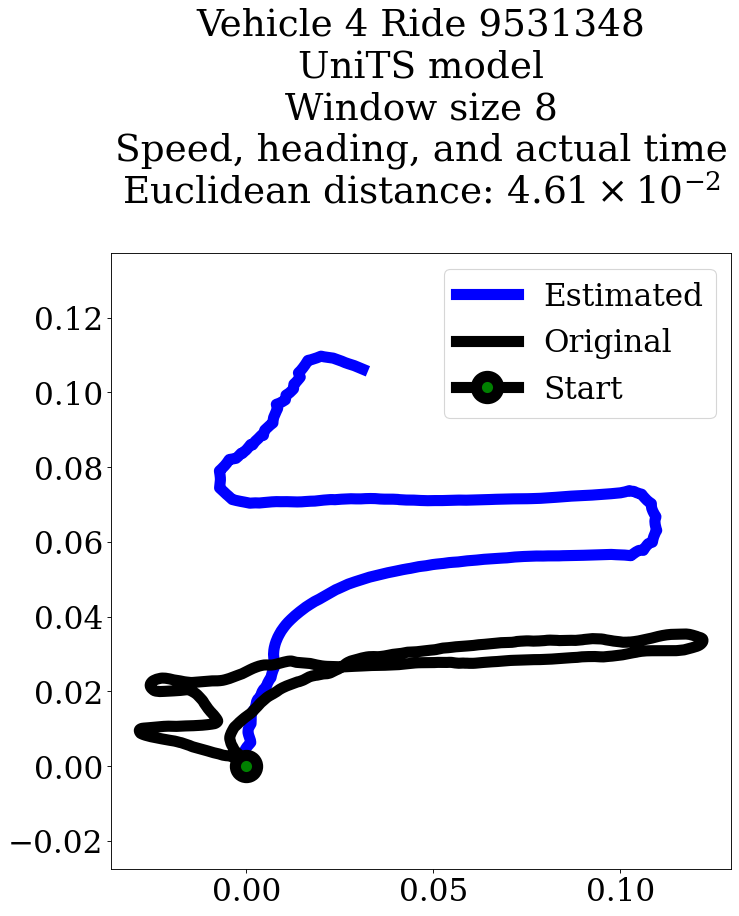 Vehicle 4 Ride 9531348
UniTS model
Window size 8
Speed, heading, and actual time
Euclidean distance: 4.61 × 10⁻²
Estimated
Original
Start
0.12
0.10
0.08
0.06
0.04
0.02
0.00
−0.02
0.00 0.05 0.10